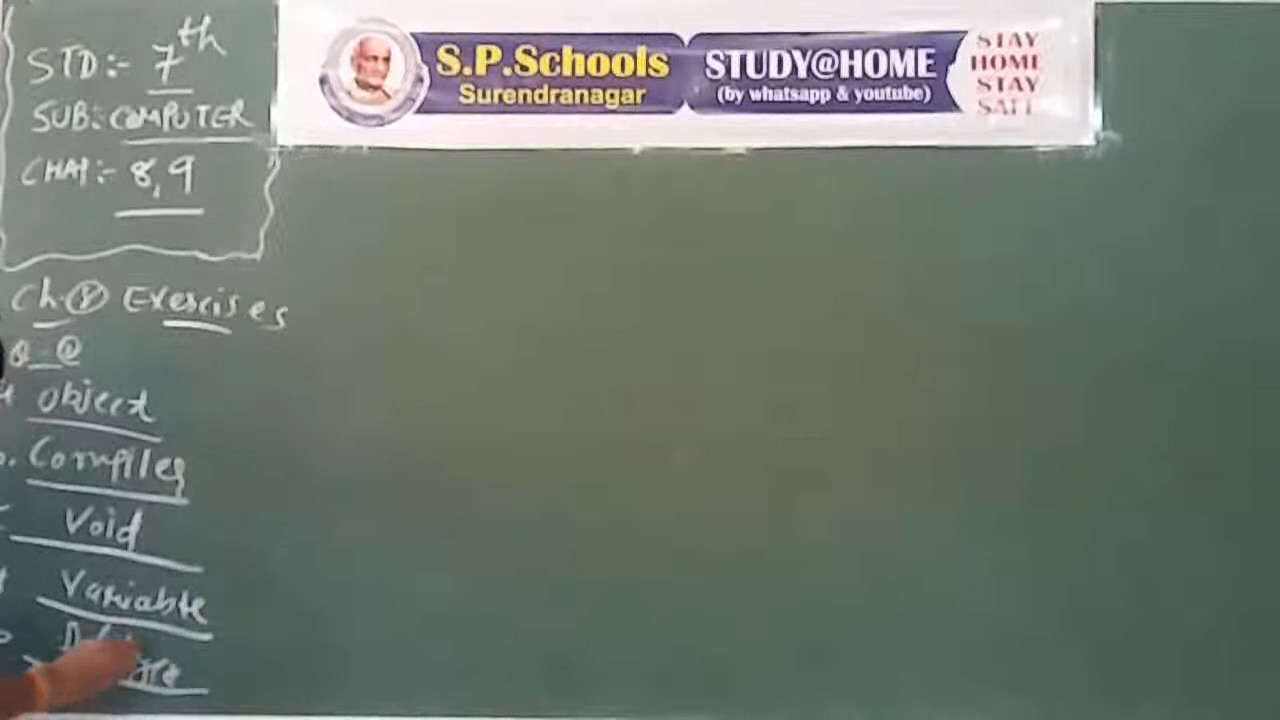 STD:- 7th
SUB:- COMPUTER
CHAP:- 8,9
S.P.Schools
Surendranagar
STUDY@HOME
(by whatsapp & youtube)
STAY
HOME
STAY
SAFE
Ch-8 Exercises
Object
Compiler
Void
Variable